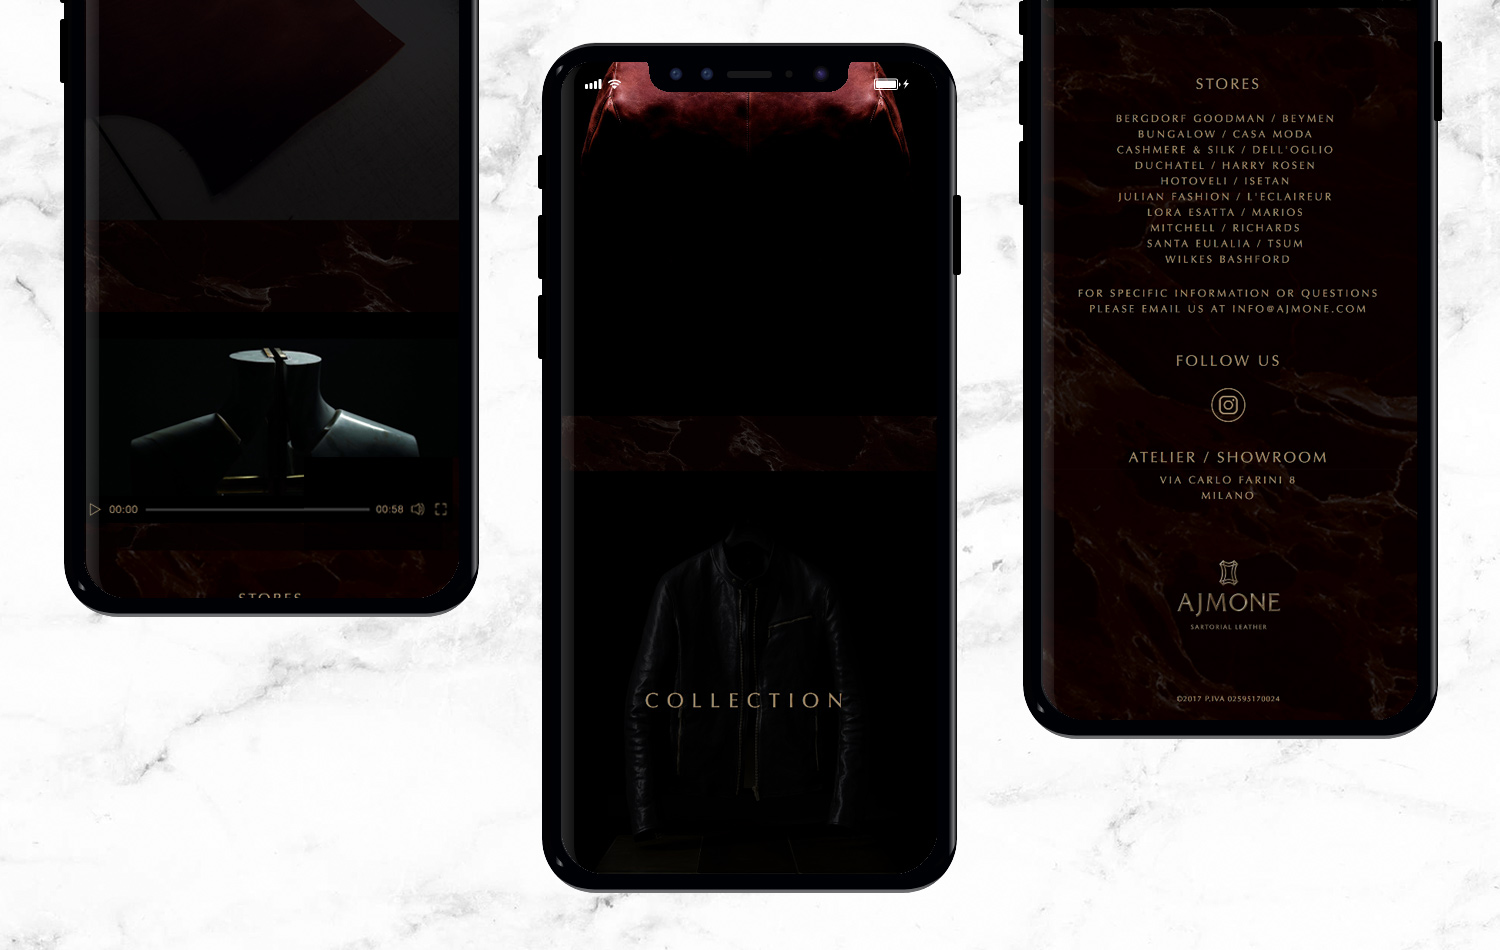 00:00
00:58
STORES
COLLECTION
STORES
BERGDORF GOODMAN / BEYMEN
BUNGALOW / CASA MODA
CASHMERE & SILK / DELL'OGLIO
DUCHATEL / HARRY ROSEN
HOTOVELI / ISETAN
JULIAN FASHION / L'ECLAIREUR
LORA ESATTA / MARIOS
MITCHELL / RICHARDS
SANTA EULALIA / TSUM
WILKES BASHFORD
FOR SPECIFIC INFORMATION OR QUESTIONS
PLEASE EMAIL US AT INFO@AJMONE.COM
FOLLOW US
ATELIER / SHOWROOM
VIA CARLO FARINI 8
MILANO
AJMONE
SARTORIAL LEATHER
©2017 P.IVA 02595170024